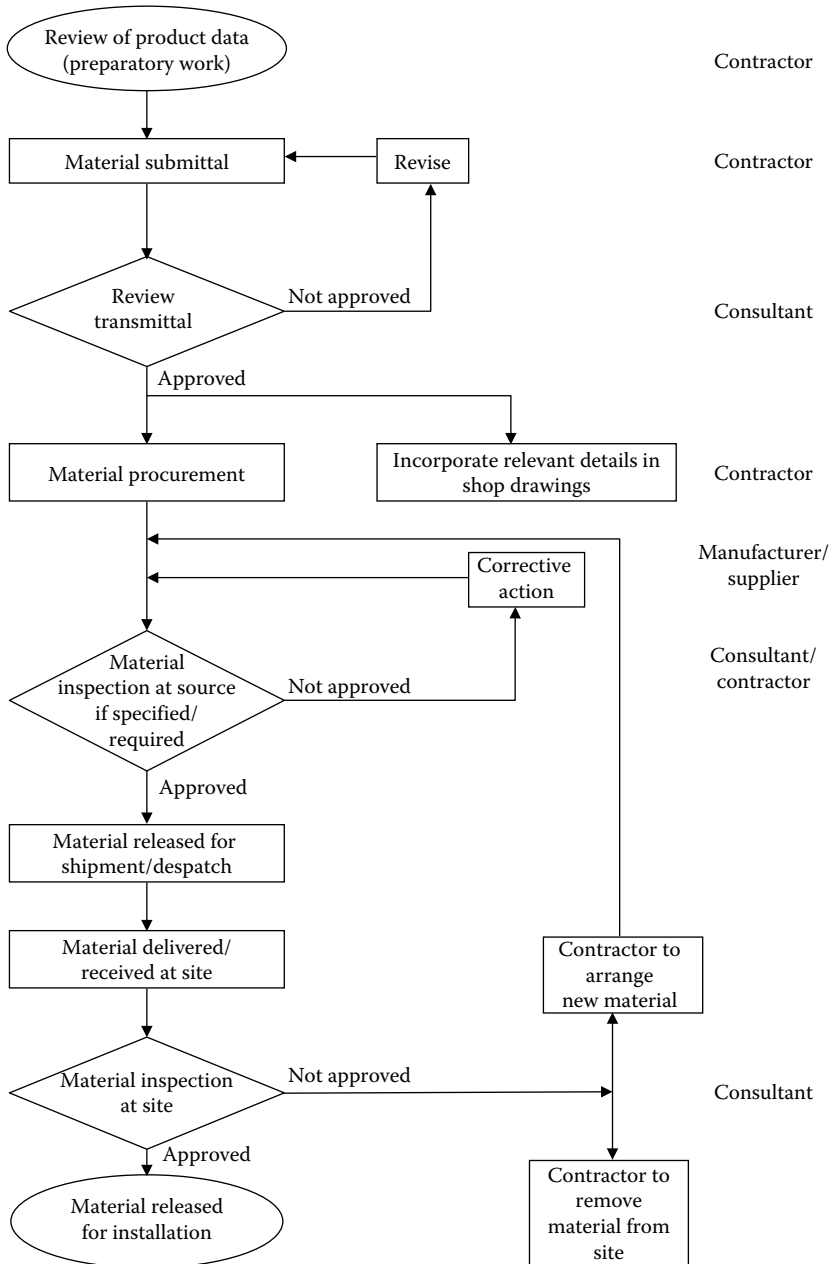 Review of product data
(preparatory work)
Contractor
Material submittal
Revise
Contractor
Review
transmittal
Not approved
Consultant
Approved
Material procurement
Incorporate relevant details in
shop drawings
Contractor
Manufacturer/
supplier
Corrective
action
Material
inspection at source
if specified/
required
Not approved
Consultant/
contractor
Approved
Material released for
shipment/despatch
Material delivered/
received at site
Contractor to
arrange
new material
Material inspection
at site
Not approved
Consultant
Approved
Material released
for installation
Contractor to
remove
material from
site